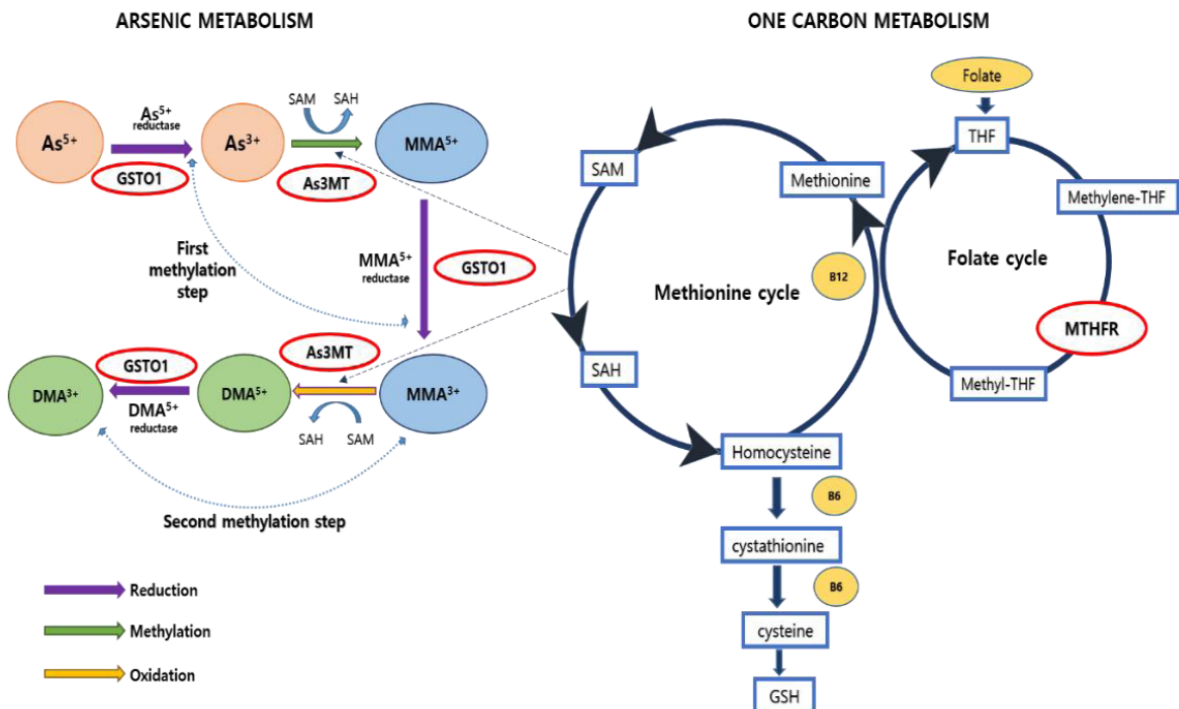 ARSENIC METABOLISM
ONE CARBON METABOLISM
As⁵⁺
As⁵⁺
reductase
GSTO1
As³⁺
SAM
SAH
As3MT
MMA⁵⁺
First
methylation
step
MMA⁵⁺
reductase
GSTO1
DMA³⁺
GSTO1
DMA⁵⁺
reductase
DMA⁵⁺
As3MT
SAH
SAM
MMA³⁺
Second methylation step
Reduction
Methylation
Oxidation
SAM
Methionine
B12
Methionine cycle
SAH
Homocysteine
B6
cystathionine
B6
cysteine
GSH
Folate
THF
Methylene-THF
Folate cycle
MTHFR
Methyl-THF